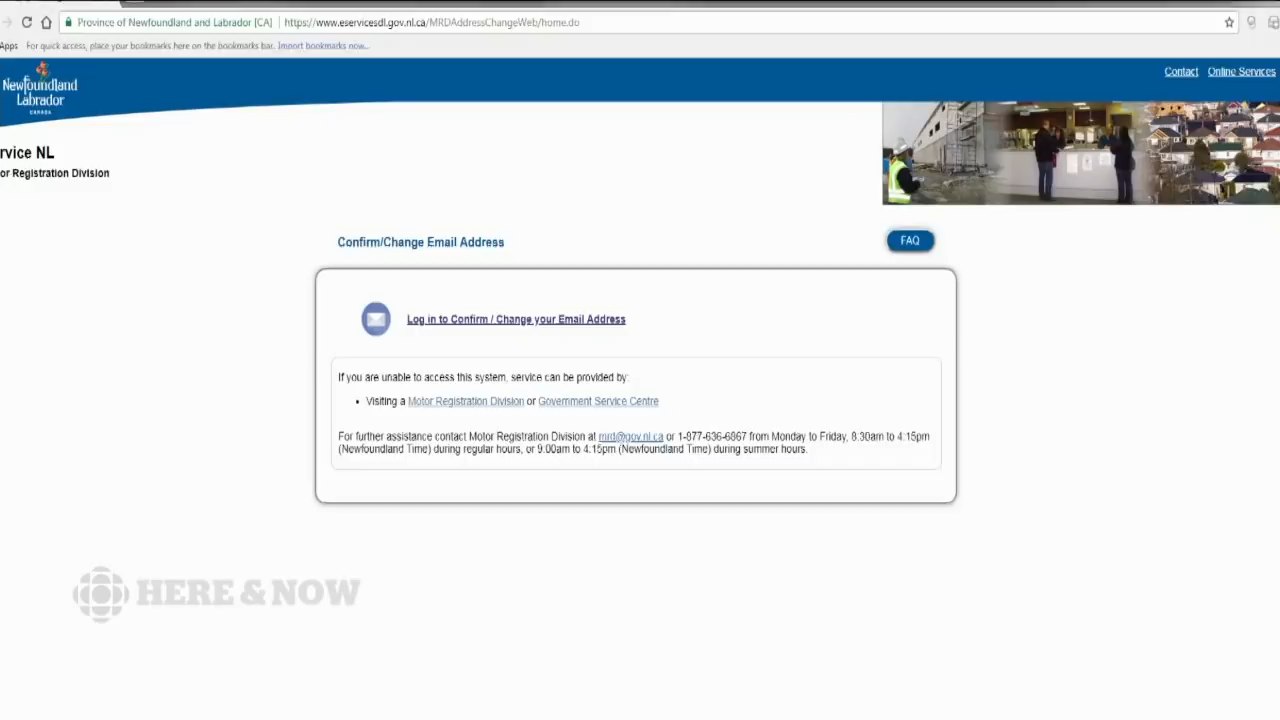 Province of Newfoundland and Labrador [CA] https://www.eservicesdl.gov.nl.ca/MRDAddressChangeWeb/home.do
Apps For quick access, place your bookmarks here on the bookmarks bar. Import bookmarks now...
Contact Online Services
Newfoundland
Labrador
CANADA
rvice NL
or Registration Division
Confirm/Change Email Address
FAQ
Log in to Confirm / Change your Email Address
If you are unable to access this system, service can be provided by:
• Visiting a Motor Registration Division or Government Service Centre
For further assistance contact Motor Registration Division at mrd@gov.nl.ca or 1-877-636-6867 from Monday to Friday, 8:30am to 4:15pm
(Newfoundland Time) during regular hours, or 9:00am to 4:15pm (Newfoundland Time) during summer hours.
HERE & NOW